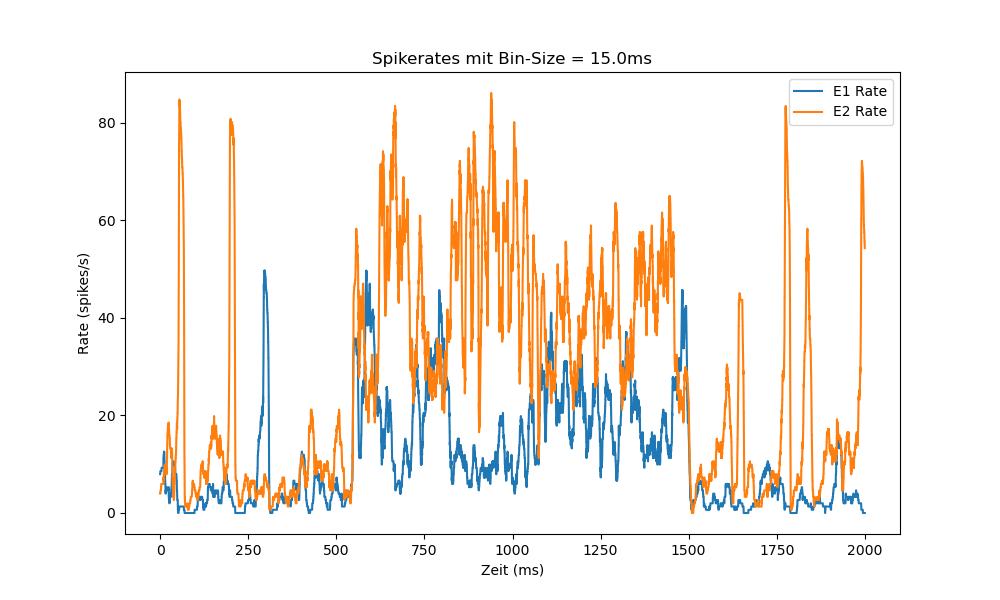 Spikerates mit Bin-Size = 15.0ms
E1 Rate
E2 Rate
Rate (spikes/s)
80
60
40
20
0
0 250 500 750 1000 1250 1500 1750 2000
Zeit (ms)